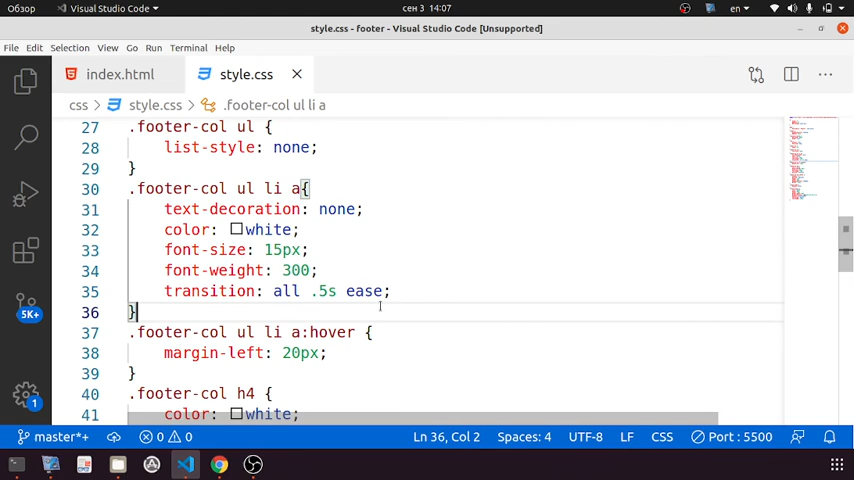 Обзор Visual Studio Code сен 3 14:07 en
style.css - footer - Visual Studio Code [Unsupported]
File Edit Selection View Go Run Terminal Help
index.html style.css
css style.css .footer-col ul li a
27 .footer-col ul {
28 list-style: none;
29 }
30 .footer-col ul li a{
31 text-decoration: none;
32 color: white;
33 font-size: 15px;
34 font-weight: 300;
35 transition: all .5s ease;
36 }
37 .footer-col ul li a:hover {
38 margin-left: 20px;
39 }
40 .footer-col h4 {
41 color: white;
5K+
1
master*+ 0 0 Ln 36, Col 2 Spaces: 4 UTF-8 LF CSS Port : 5500